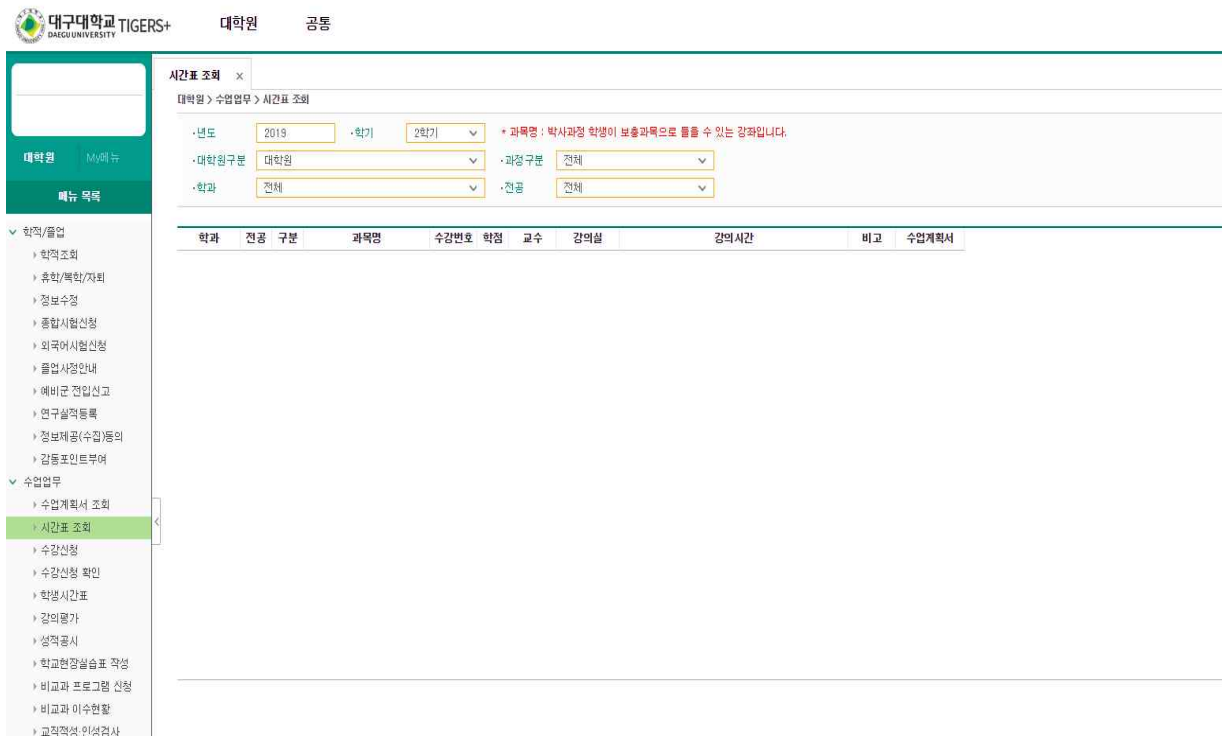 대구대학교 TIGERS+
DAEGU UNIVERSITY
대학원 공통
대학원 My메뉴
메뉴 목록
학적/졸업
학적조회
휴학/복학/자퇴
정보수정
종합시험신청
외국어시험신청
졸업사정안내
예비군 전입신고
연구실적등록
정보제공(수집)동의
감동포인트부여
수업업무
수업계획서 조회
시간표 조회
수강신청
수강신청 확인
학생시간표
강의평가
성적공시
학교현장실습표 작성
비교과 프로그램 신청
비교과 이수현황
교직적성·인성검사
시간표 조회 x
대학원 > 수업업무 > 시간표 조회
·년도 2019 ·학기 2학기 * 과목명 : 박사과정 학생이 보충과목으로 들을 수 있는 강좌입니다.
·대학원구분 대학원 ·과정구분 전체
·학과 전체 ·전공 전체
학과 전공 구분 과목명 수강번호 학점 교수 강의실 강의시간 비고 수업계획서